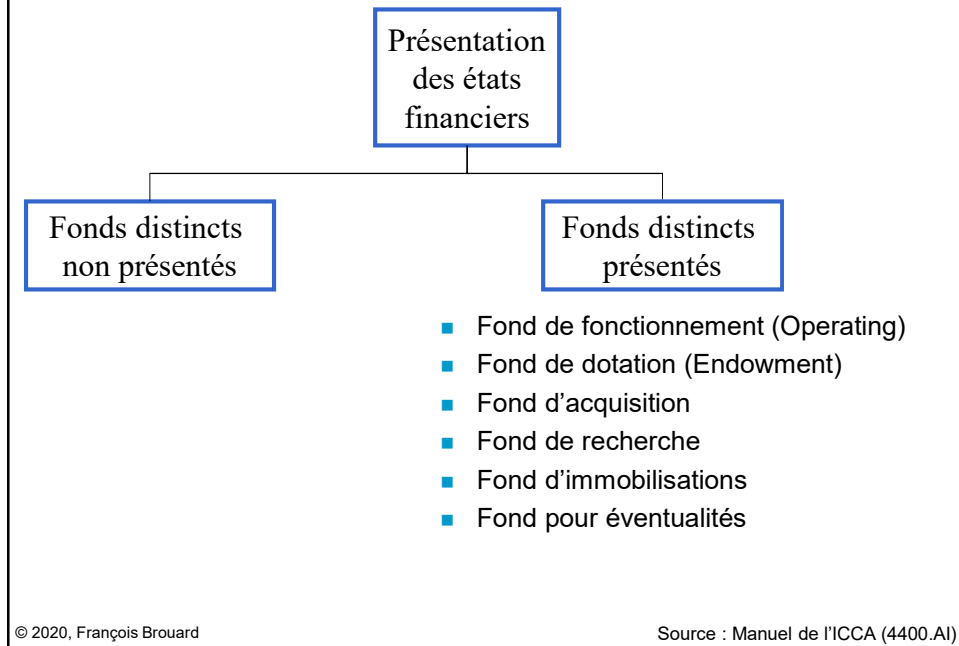 Présentation
des états
financiers
Fonds distincts
non présentés
Fonds distincts
présentés
Fond de fonctionnement (Operating)
Fond de dotation (Endowment)
Fond d’acquisition
Fond de recherche
Fond d’immobilisations
Fond pour éventualités
© 2020, François Brouard
Source : Manuel de l’ICCA (4400.AI)